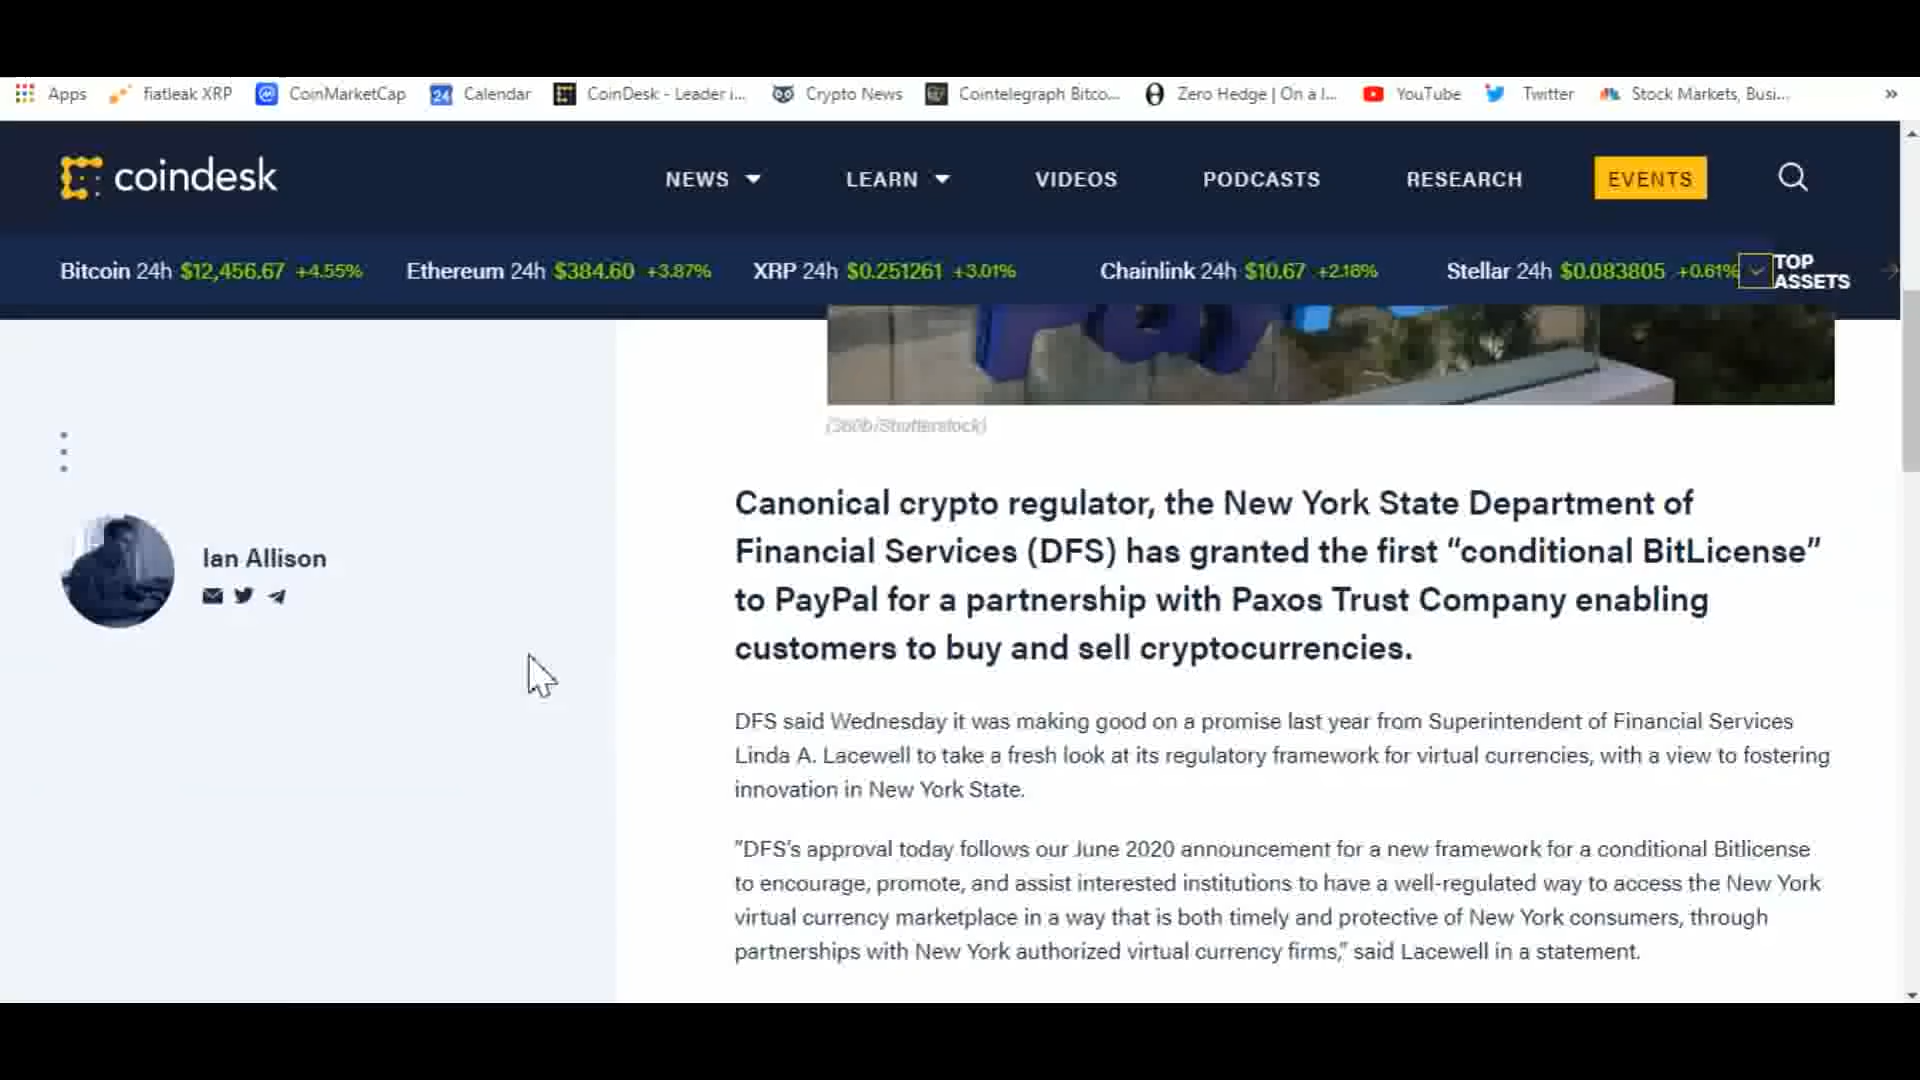 Apps fiatleak XRP CoinMarketCap 24 Calendar CoinDesk - Leader i... Crypto News Cointelegraph Bitco... Zero Hedge | On a l... YouTube Twitter Stock Markets, Busi... »
coindesk NEWS LEARN VIDEOS PODCASTS RESEARCH EVENTS
Bitcoin 24h $12,456.67 +4.55% Ethereum 24h $384.60 +3.87% XRP 24h $0.251261 +3.01% Chainlink 24h $10.67 +2.16% Stellar 24h $0.083805 +0.61% TOP ASSETS
Pay
(360b/Shutterstock)
Canonical crypto regulator, the New York State Department of
Financial Services (DFS) has granted the first “conditional BitLicense”
to PayPal for a partnership with Paxos Trust Company enabling
customers to buy and sell cryptocurrencies.
Ian Allison
DFS said Wednesday it was making good on a promise last year from Superintendent of Financial Services
Linda A. Lacewell to take a fresh look at its regulatory framework for virtual currencies, with a view to fostering
innovation in New York State.
”DFS’s approval today follows our June 2020 announcement for a new framework for a conditional Bitlicense
to encourage, promote, and assist interested institutions to have a well-regulated way to access the New York
virtual currency marketplace in a way that is both timely and protective of New York consumers, through
partnerships with New York authorized virtual currency firms,” said Lacewell in a statement.